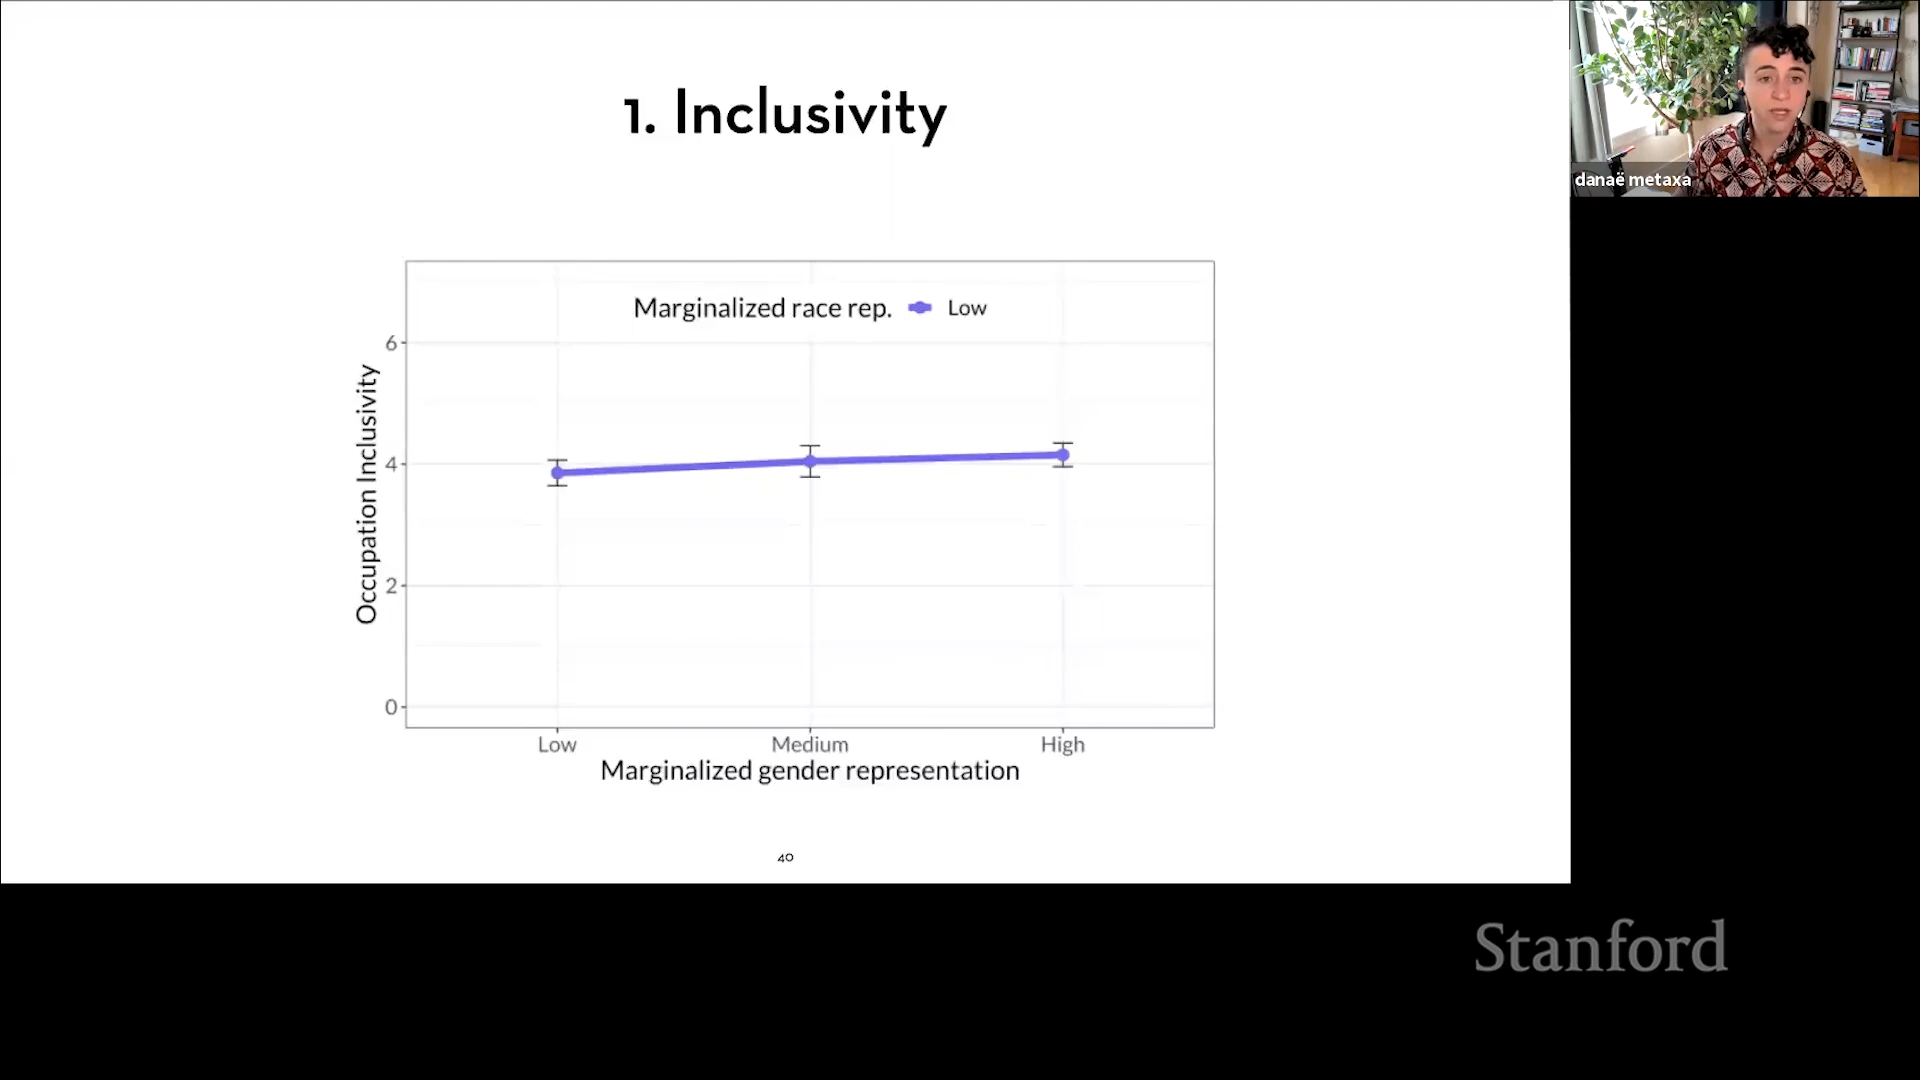 1. Inclusivity
danaë metaxa
Marginalized race rep. Low
6
4
2
0
Occupation Inclusivity
Low Medium High
Marginalized gender representation
40
Stanford